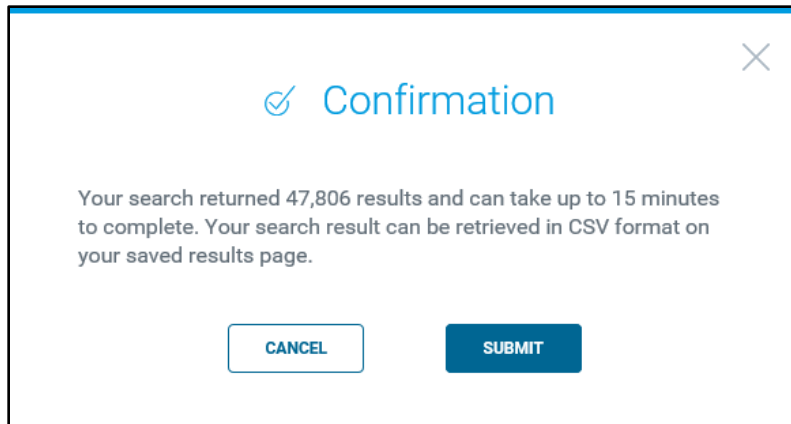 Confirmation
Your search returned 47,806 results and can take up to 15 minutes
to complete. Your search result can be retrieved in CSV format on
your saved results page.
CANCEL
SUBMIT